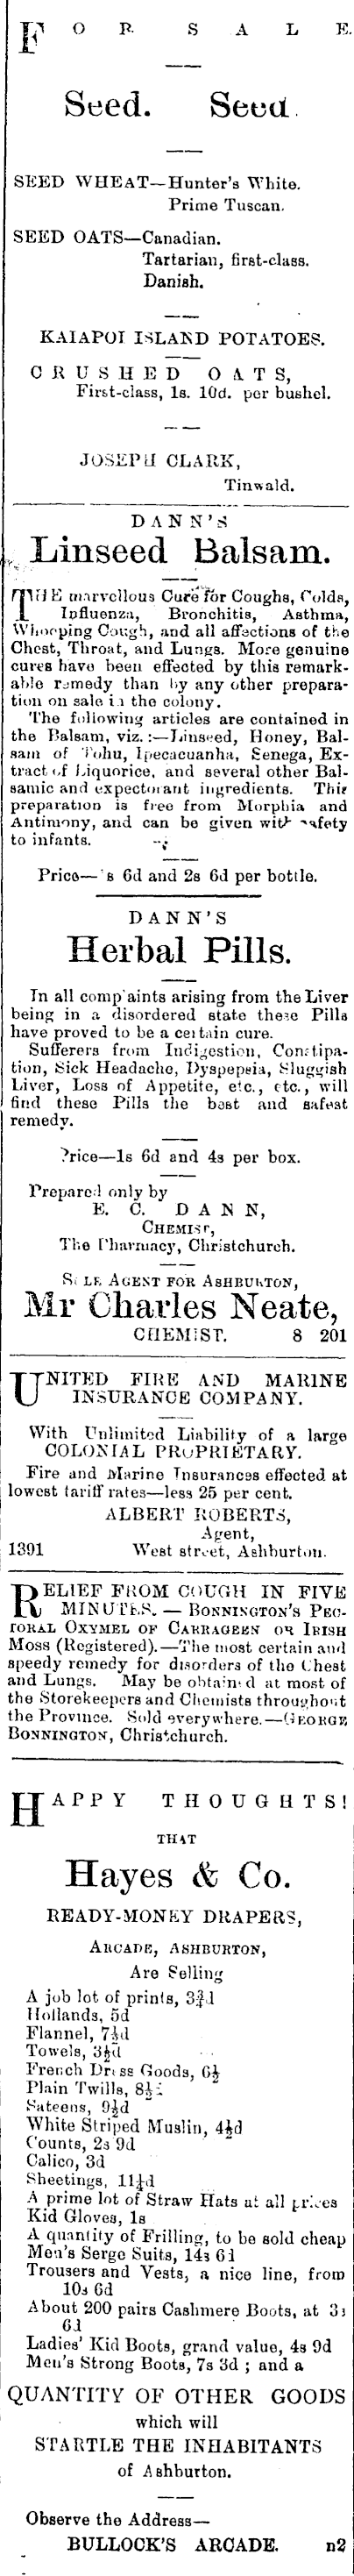 FOR SALE.
Seed. Seed.
SEED WHEAT—Hunter's White.
Prime Tuscan.
SEED OATS—Canadian.
Tartarian, first-class.
Danish.
KAIAPOI ISLAND POTATOES.
CRUSHED OATS,
First-class, 1s. 10d. per bushel.
JOSEPH CLARK,
Tinwald.
DANN'S
Linseed Balsam.
THE marvellous Cure for Coughs, Colds,
Influenza, Bronchitis, Asthma,
Whooping Cough, and all affections of the
Chest, Throat, and Lungs. More genuine
cures have been effected by this remark-
able remedy than by any other prepara-
tion on sale in the colony.
The following articles are contained in
the Balsam, viz.:—Linseed, Honey, Bal-
sam of Tohu, Ipecacuanha, Senega, Ex-
tract of Liquorice, and several other Bal-
samic and expectorant ingredients. This
preparation is free from Morphia and
Antimony, and can be given with safety
to infants.
Price— s 6d and 2s 6d per bottle.
DANN'S
Herbal Pills.
In all complaints arising from the Liver
being in a disordered state these Pills
have proved to be a certain cure.
Sufferers from Indigestion, Constipa-
tion, Sick Headache, Dyspepsia, Sluggish
Liver, Loss of Appetite, etc., etc., will
find these Pills the best and safest
remedy.
Price—1s 6d and 4s per box.
Prepared only by
E. C. DANN,
CHEMIST,
The Pharmacy, Christchurch.
SOLE AGENT FOR ASHBURTON,
Mr Charles Neate,
CHEMIST. 8 201
UNITED FIRE AND MARINE
INSURANCE COMPANY.
With Unlimited Liability of a large
COLONIAL PROPRIETARY.
Fire and Marine Insurances effected at
lowest tariff rates—less 25 per cent.
ALBERT ROBERTS,
Agent,
1391 West street, Ashburton.
RELIEF FROM COUGH IN FIVE
MINUTES.—BONNINGTON'S PEC-
TORAL OXYMEL OF CARRAGEEN OR IRISH
MOSS (Registered).—The most certain and
speedy remedy for disorders of the Chest
and Lungs. May be obtained at most of
the Storekeepers and Chemists throughout
the Province. Sold everywhere.—GEORGE
BONNINGTON, Christchurch.
HAPPY THOUGHTS!
THAT
Hayes & Co.
READY-MONEY DRAPERS,
ARCADE, ASHBURTON,
Are Selling
A job lot of prints, 3¾d
Hollands, 5d
Flannel, 7½d
Towels, 3½d
French Dress Goods, 6½
Plain Twills, 8½
Sateens, 9½d
White Striped Muslin, 4½d
Counts, 2s 9d
Calico, 3d
Sheetings, 11½d
A prime lot of Straw Hats at all prices
Kid Gloves, 1s
A quantity of Frilling, to be sold cheap
Men's Serge Suits, 14s 6d
Trousers and Vests, a nice line, from
10s 6d
About 200 pairs Cashmere Boots, at 3s
6d
Ladies' Kid Boots, grand value, 4s 9d
Men's Strong Boots, 7s 3d ; and a
QUANTITY OF OTHER GOODS
which will
STARTLE THE INHABITANTS
of Ashburton.
Observe the Address—
BULLOCK'S ARCADE. n2